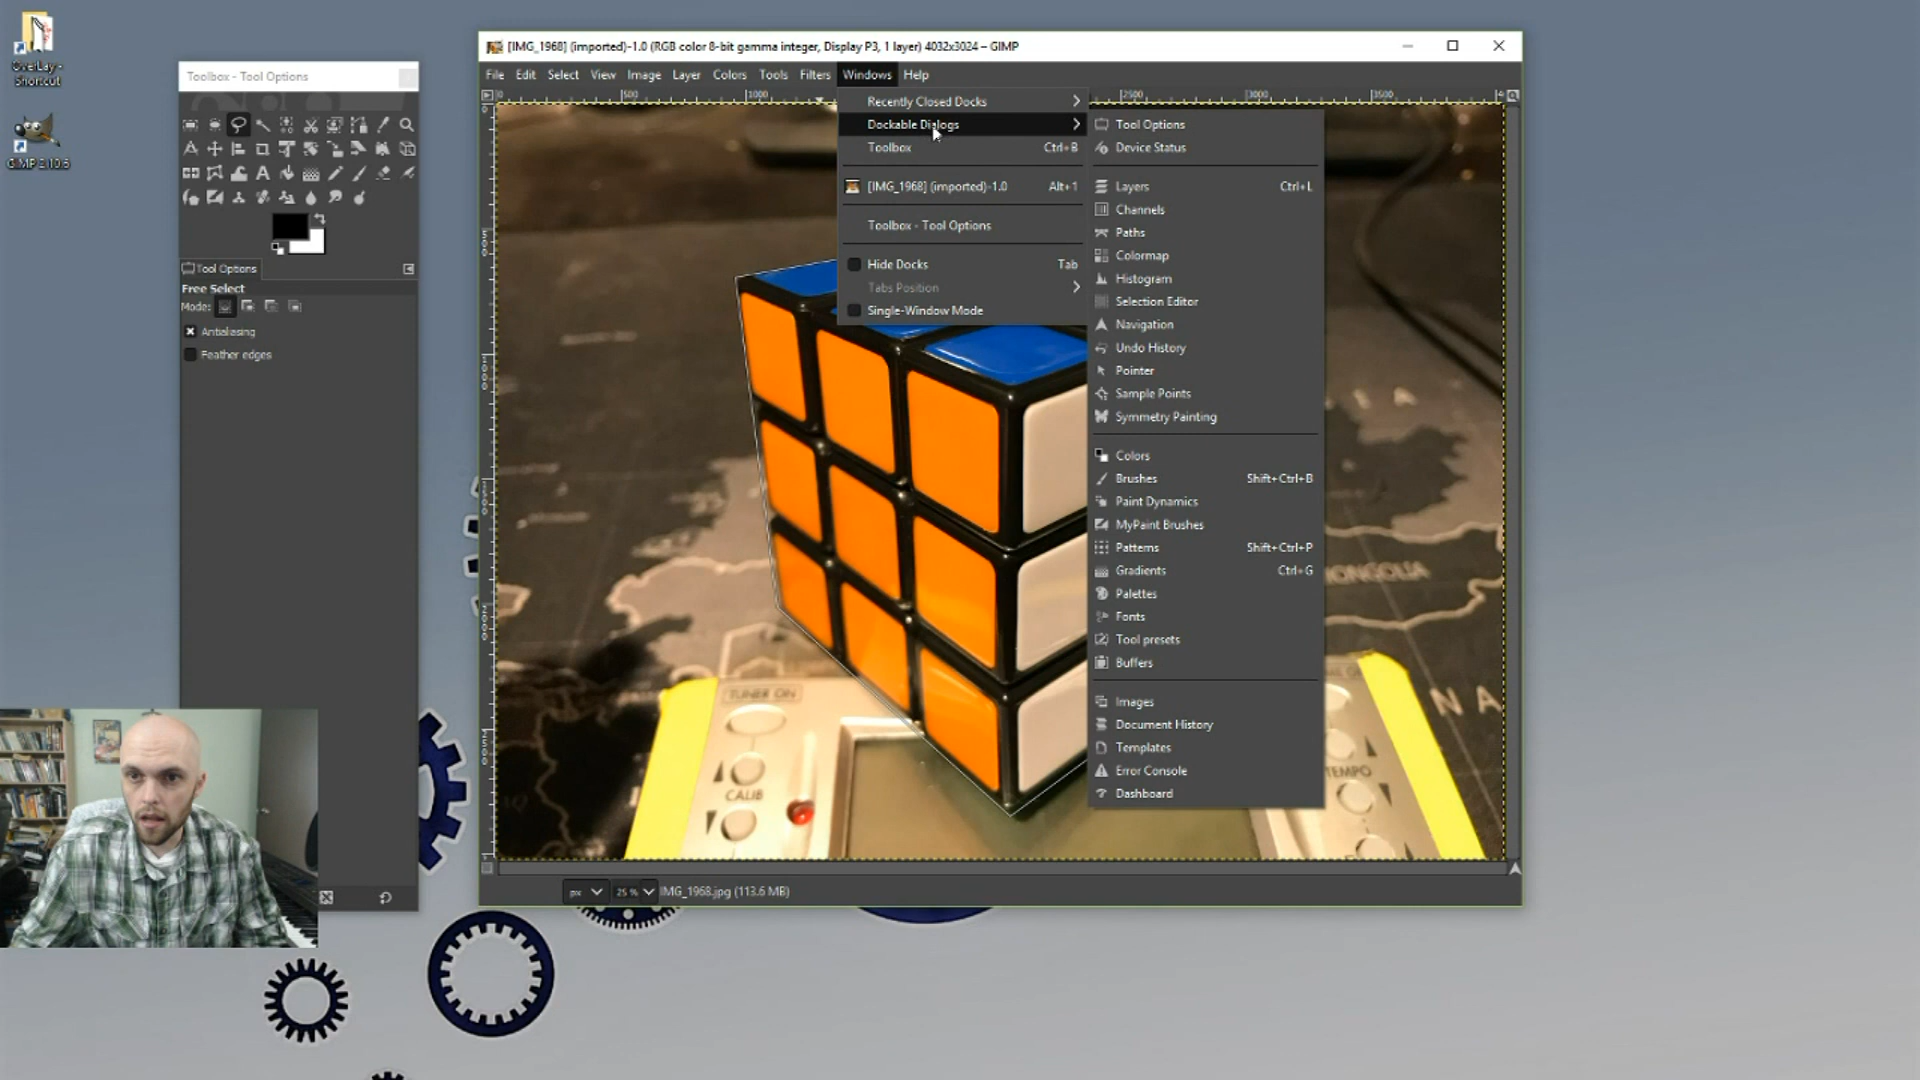 OverLay -
Shortcut
GIMP 2.10.6
Toolbox - Tool Options
Tool Options
Free Select
Mode:
Antialiasing
Feather edges
[IMG_1968] (imported)-1.0 (RGB color 8-bit gamma integer, Display P3, 1 layer) 4032x3024 – GIMP
File Edit Select View Image Layer Colors Tools Filters Windows Help
500 1000 2500 3000 3500
Recently Closed Docks
Dockable Dialogs
Toolbox Ctrl+B
[IMG_1968] (imported)-1.0 Alt+1
Toolbox - Tool Options
Hide Docks Tab
Tabs Position
Single-Window Mode
Tool Options
Device Status
Layers Ctrl+L
Channels
Paths
Colormap
Histogram
Selection Editor
Navigation
Undo History
Pointer
Sample Points
Symmetry Painting
Colors
Brushes Shift+Ctrl+B
Paint Dynamics
MyPaint Brushes
Patterns Shift+Ctrl+P
Gradients Ctrl+G
Palettes
Fonts
Tool presets
Buffers
Images
Document History
Templates
Error Console
Dashboard
I A
MONGOLIA
N A
TUNER ON
CALIB
TEMPO
px 25 % IMG_1968.jpg (113.6 MB)